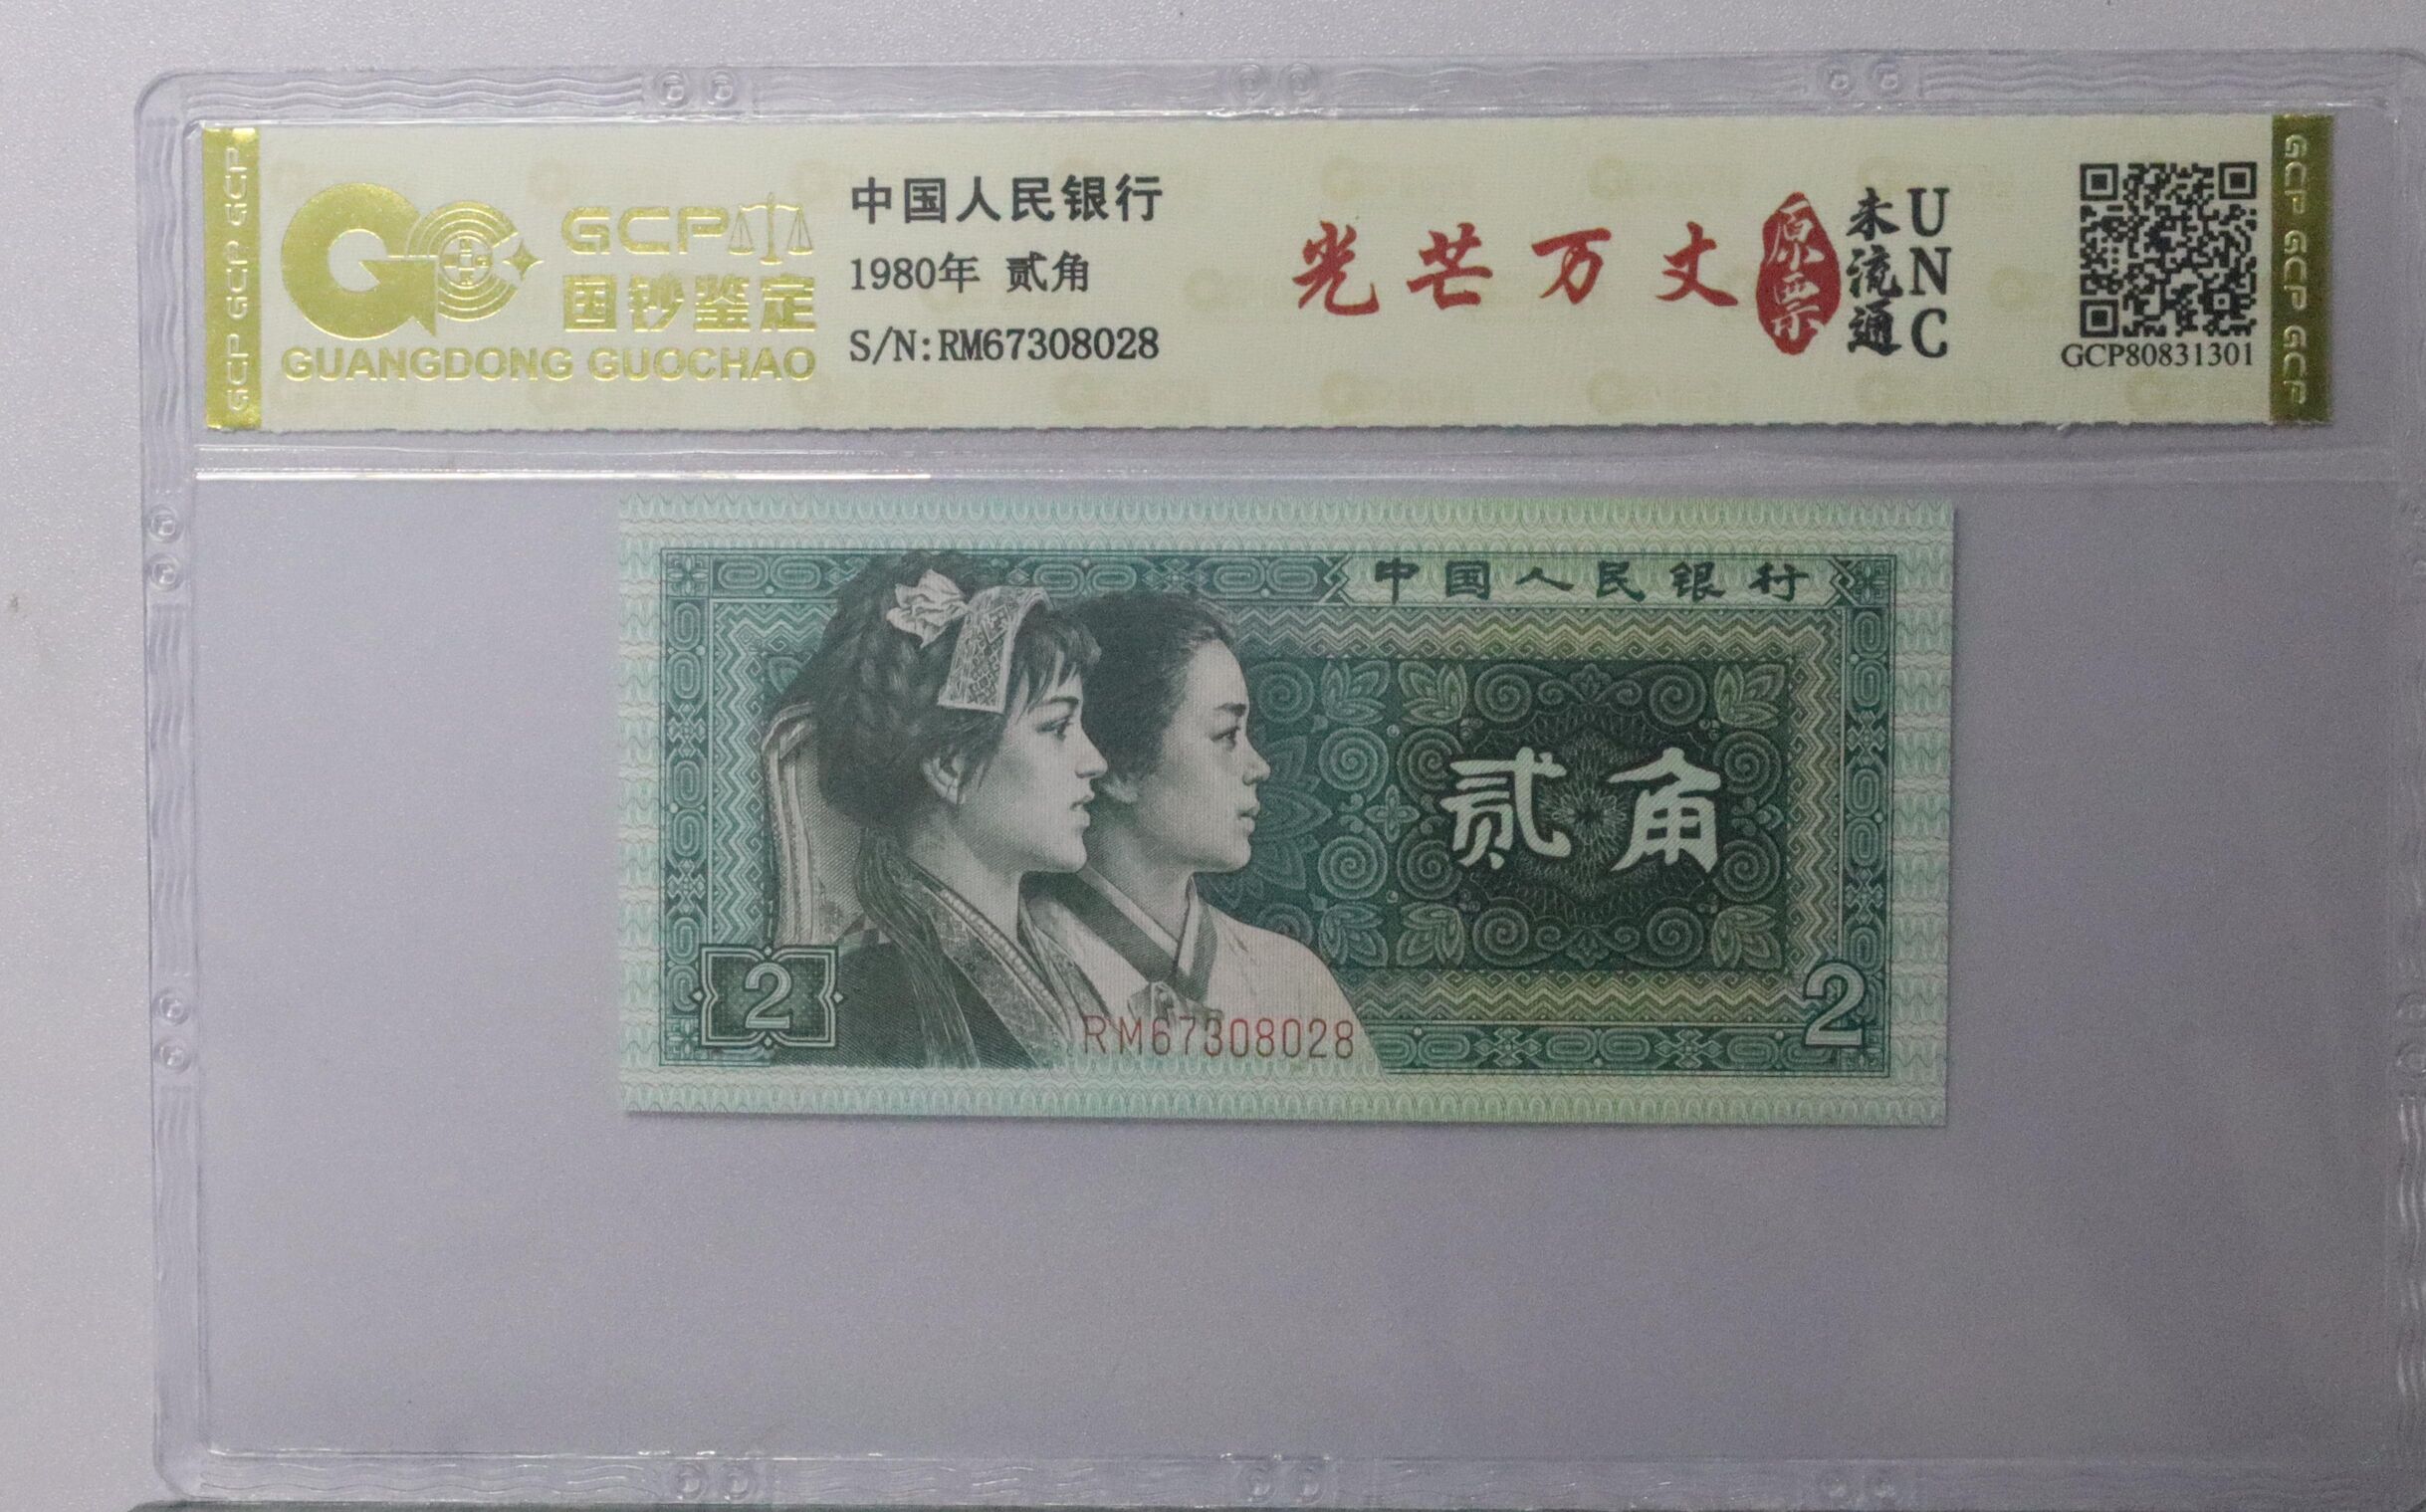 GCP GCP GCP
GCP
国钞鉴定
GUANGDONG GUOCHAO
中国人民银行
1980年 贰角
S/N:RM67308028
光芒万丈
原票
未流通
UNC
GCP80831301
GCP GCP GCP
中国人民银行
贰角
2
RM67308028
2